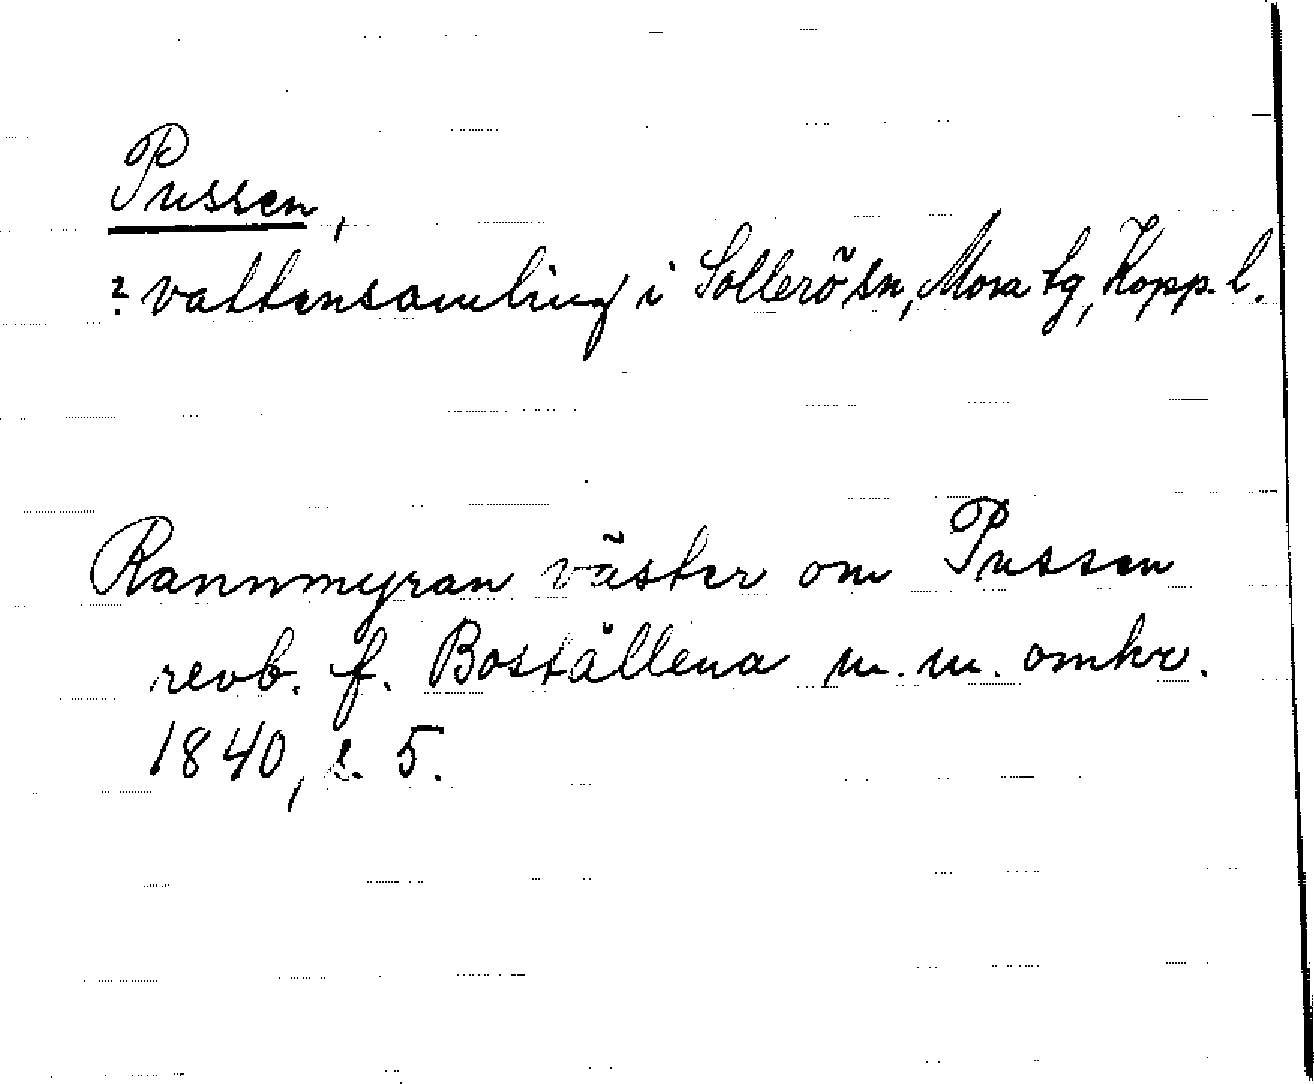 Pussen,
? vattensamling i Sollerö sn, Mora tg, Kopp. l.
Rannmyran väster om Pussen
revb. f. Boställena m. m. omkr.
1840, s. 5.